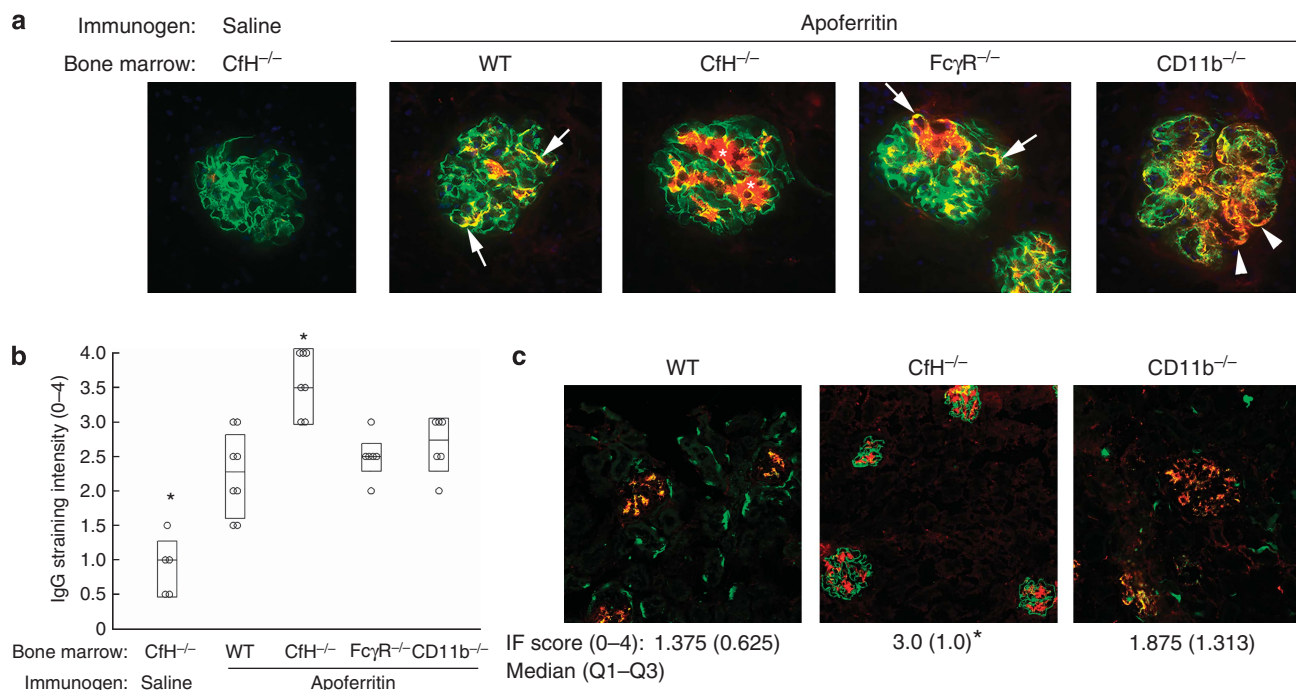 a
Immunogen: Saline Apoferritin
Bone marrow: CfH–/– WT CfH–/– FcγR–/– CD11b–/–
* *
b
IgG straining intensity (0–4)
4.0
3.5
3.0
2.5
2.0
1.5
1.0
0.5
0
* *
Bone marrow: CfH–/– WT CfH–/– FcγR–/– CD11b–/–
Immunogen: Saline Apoferritin
c
WT CfH–/– CD11b–/–
IF score (0–4): 1.375 (0.625) 3.0 (1.0)* 1.875 (1.313)
Median (Q1–Q3)